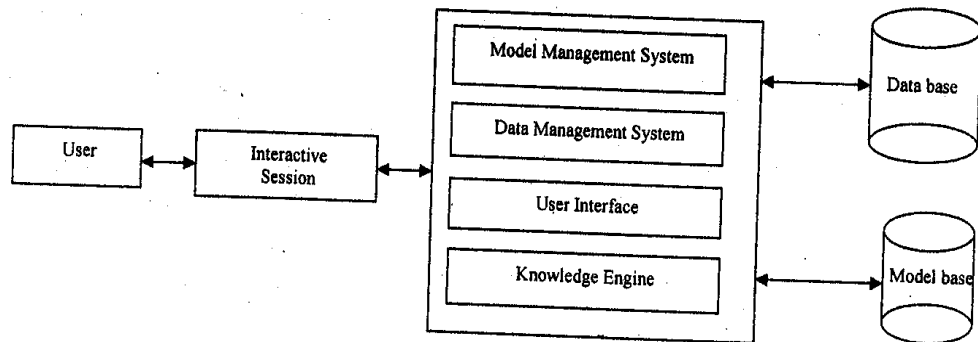 User
Interactive
Session
Model Management System
Data Management System
User Interface
Knowledge Engine
Data base
Model base